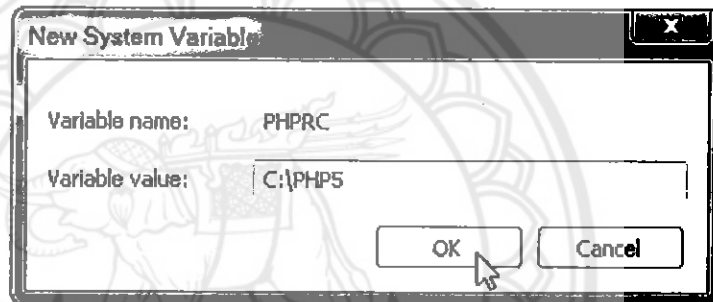 New System Variable
X
Variable name: PHPRC
Variable value: C:\PHP5
OK Cancel